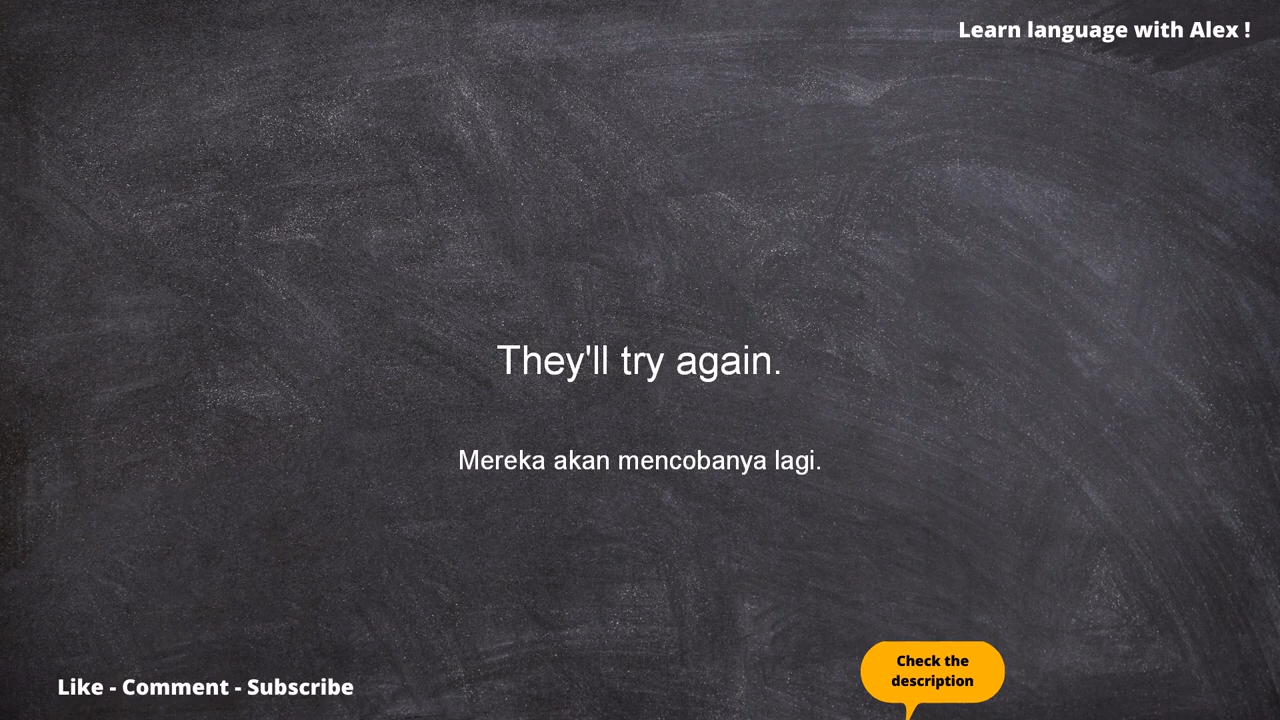 Learn language with Alex !
They'll try again.
Mereka akan mencobanya lagi.
Check the
description
Like - Comment - Subscribe